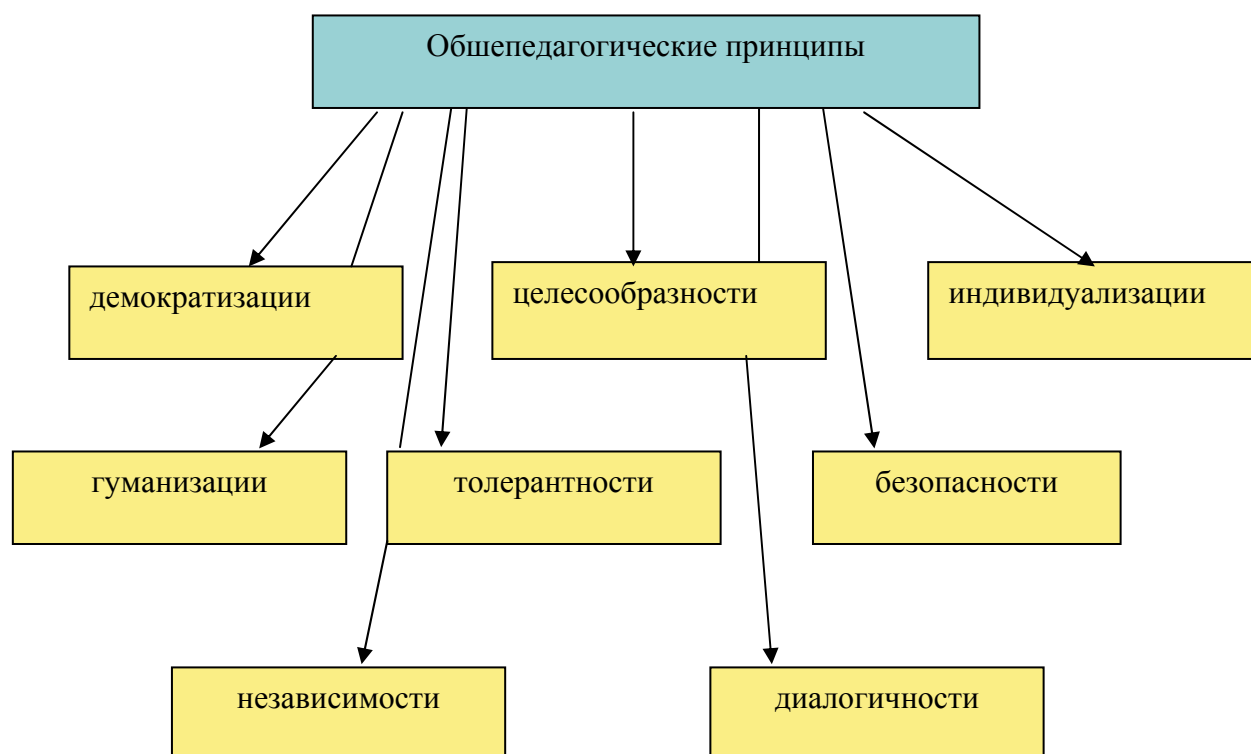 Обшепедагогические принципы
демократизации
целесообразности
индивидуализации
гуманизации
толерантности
безопасности
независимости
диалогичности